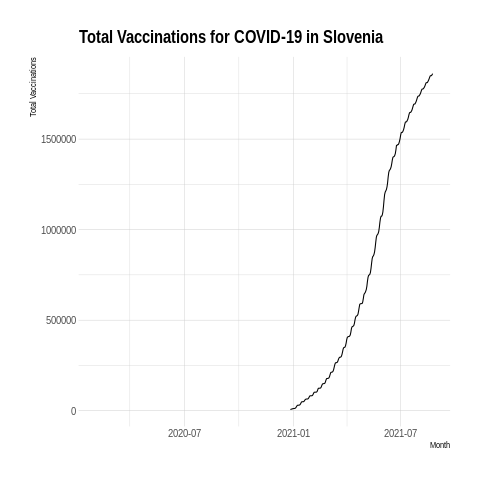 Total Vaccinations for COVID-19 in Slovenia
Total Vaccinations
1500000
1000000
500000
0
2020-07 2021-01 2021-07
Month